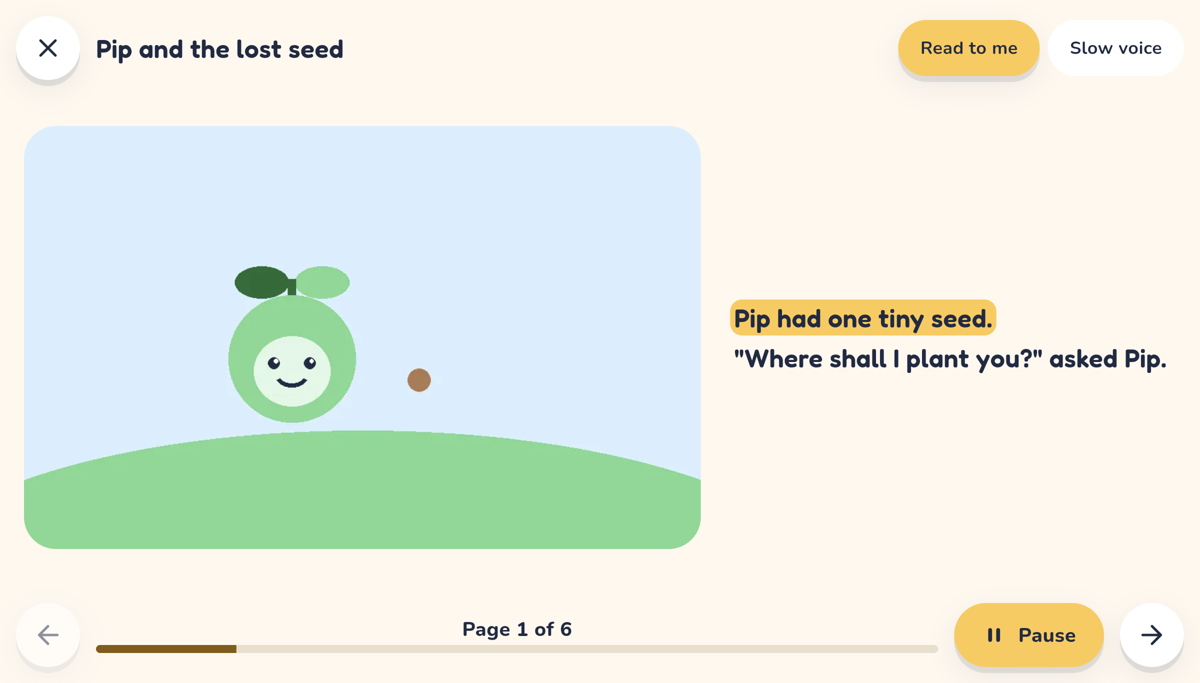 Pip and the lost seed
Read to me
Slow voice
Pip had one tiny seed.
"Where shall I plant you?" asked Pip.
Page 1 of 6
Pause